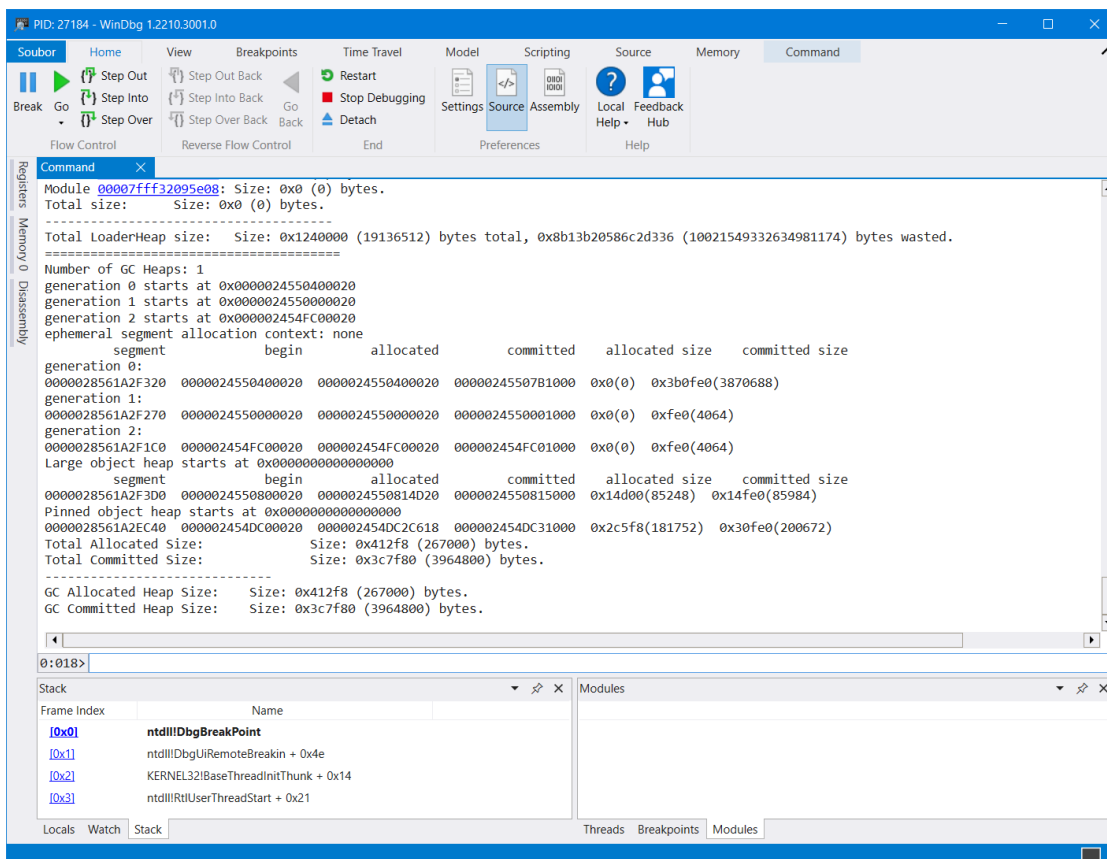 PID: 27184 - WinDbg 1.2210.3001.0
Soubor Home View Breakpoints Time Travel Model Scripting Source Memory Command
Break
Go
Step Out
Step Into
Step Over
Flow Control
Step Out Back
Step Into Back
Step Over Back
Go Back
Reverse Flow Control
Restart
Stop Debugging
Detach
End
Settings Source Assembly
Preferences
Local Help
Feedback Hub
Help
Registers
Memory 0
Disassembly
Command
Module 00007fff32095e08: Size: 0x0 (0) bytes.
Total size:      Size: 0x0 (0) bytes.
--------------------------------------
Total LoaderHeap size:   Size: 0x1240000 (19136512) bytes total, 0x8b13b20586c2d336 (10021549332634981174) bytes wasted.
=======================================
Number of GC Heaps: 1
generation 0 starts at 0x0000024550400020
generation 1 starts at 0x0000024550000020
generation 2 starts at 0x000002454FC00020
ephemeral segment allocation context: none
segment begin allocated committed allocated size committed size
generation 0:
0000028561A2F320 0000024550400020 0000024550400020 00000245507B1000 0x0(0) 0x3b0fe0(3870688)
generation 1:
0000028561A2F270 0000024550000020 0000024550000020 0000024550001000 0x0(0) 0xfe0(4064)
generation 2:
0000028561A2F1C0 000002454FC00020 000002454FC00020 000002454FC01000 0x0(0) 0xfe0(4064)
Large object heap starts at 0x0000000000000000
segment begin allocated committed allocated size committed size
0000028561A2F3D0 0000024550800020 0000024550814D20 0000024550815000 0x14d00(85248) 0x14fe0(85984)
Pinned object heap starts at 0x0000000000000000
0000028561A2EC40 000002454DC00020 000002454DC2C618 000002454DC31000 0x2c5f8(181752) 0x30fe0(200672)
Total Allocated Size:              Size: 0x412f8 (267000) bytes.
Total Committed Size:              Size: 0x3c7f80 (3964800) bytes.
------------------------------
GC Allocated Heap Size:    Size: 0x412f8 (267000) bytes.
GC Committed Heap Size:    Size: 0x3c7f80 (3964800) bytes.
0:018>
Stack
Frame Index Name
[0x0] ntdll!DbgBreakPoint
[0x1] ntdll!DbgUiRemoteBreakin + 0x4e
[0x2] KERNEL32!BaseThreadInitThunk + 0x14
[0x3] ntdll!RtlUserThreadStart + 0x21
Locals Watch Stack
Modules
Threads Breakpoints Modules